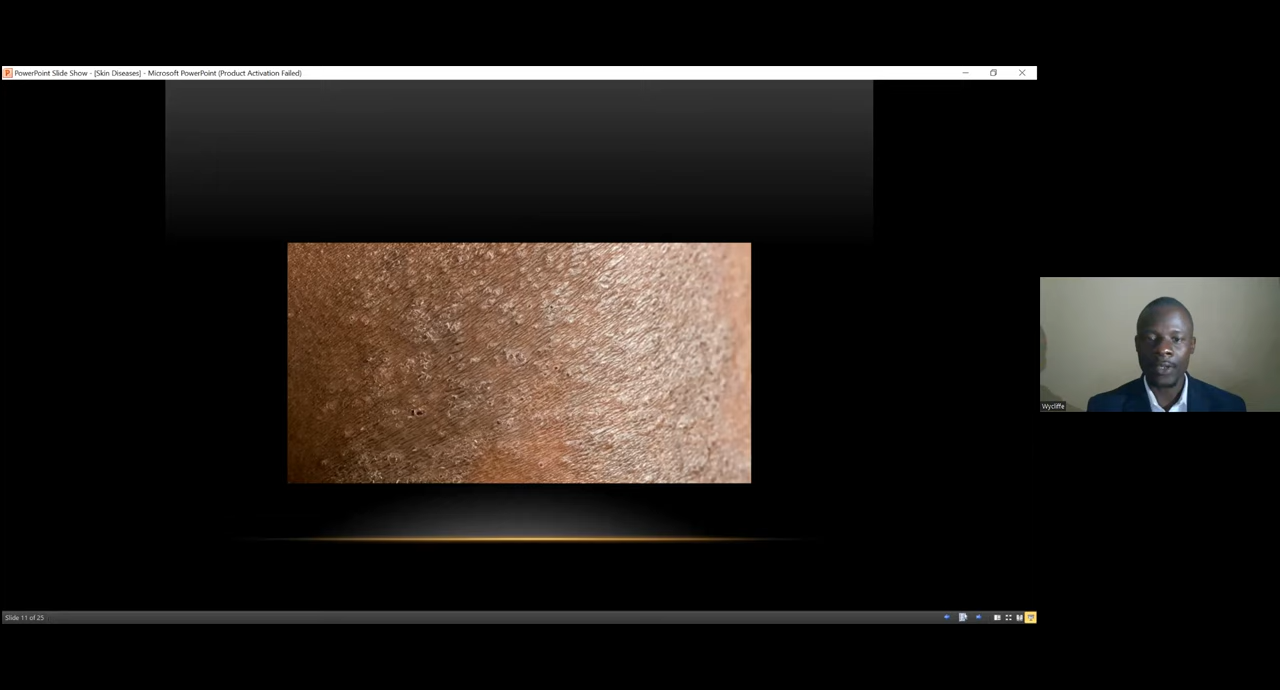 PowerPoint Slide Show - [Skin Diseases] - Microsoft PowerPoint (Product Activation Failed)
Wycliffe
Slide 11 of 25